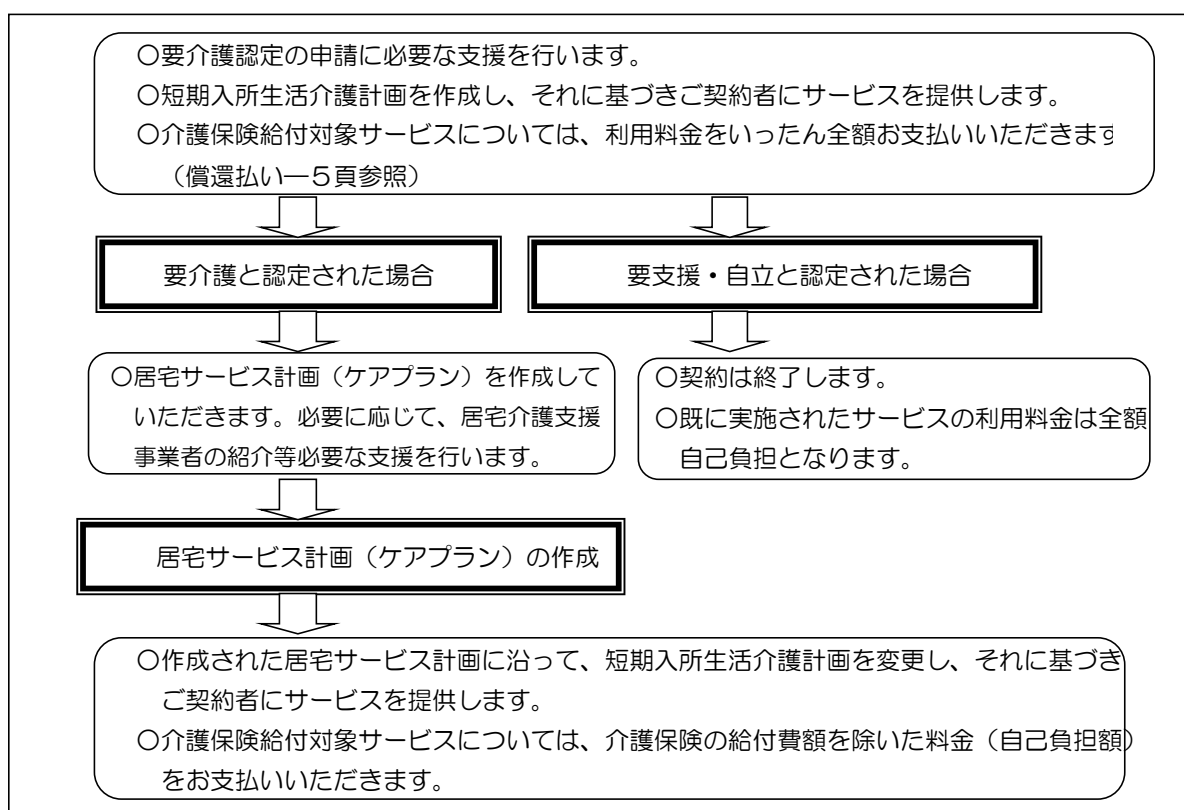 ○要介護認定の申請に必要な支援を行います。
○短期入所生活介護計画を作成し、それに基づきご契約者にサービスを提供します。
○介護保険給付対象サービスについては、利用料金をいったん全額お支払いいただきます
（償還払い―５頁参照）
要介護と認定された場合
要支援・自立と認定された場合
○居宅サービス計画（ケアプラン）を作成して
いただきます。必要に応じて、居宅介護支援
事業者の紹介等必要な支援を行います。
○契約は終了します。
○既に実施されたサービスの利用料金は全額
自己負担となります。
居宅サービス計画（ケアプラン）の作成
○作成された居宅サービス計画に沿って、短期入所生活介護計画を変更し、それに基づき
ご契約者にサービスを提供します。
○介護保険給付対象サービスについては、介護保険の給付費額を除いた料金（自己負担額）
をお支払いいただきます。